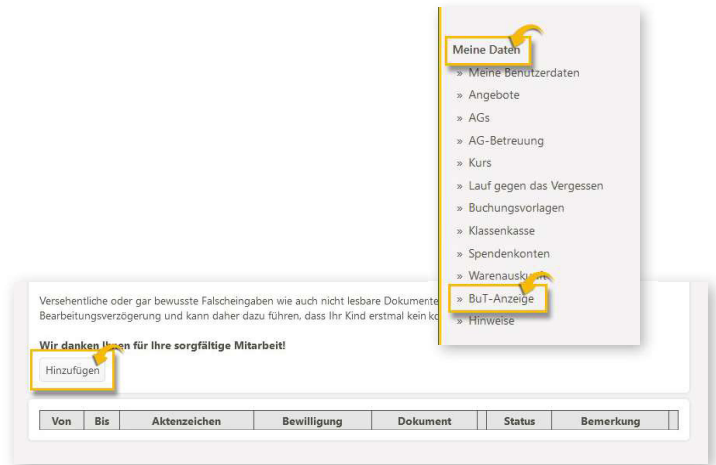 Meine Daten
» Meine Benutzerdaten
» Angebote
» AGs
» AG-Betreuung
» Kurs
» Lauf gegen das Vergessen
» Buchungsvorlagen
» Klassenkasse
» Spendenkonten
» Warenauskunft
» BuT-Anzeige
» Hinweise
Versehentliche oder gar bewusste Falscheingaben wie auch nicht lesbare Dokumente
Bearbeitungsverzögerung und kann daher dazu führen, dass Ihr Kind erstmal kein
Wir danken Ihnen für Ihre sorgfältige Mitarbeit!
Hinzufügen
Von Bis Aktenzeichen Bewilligung Dokument Status Bemerkung